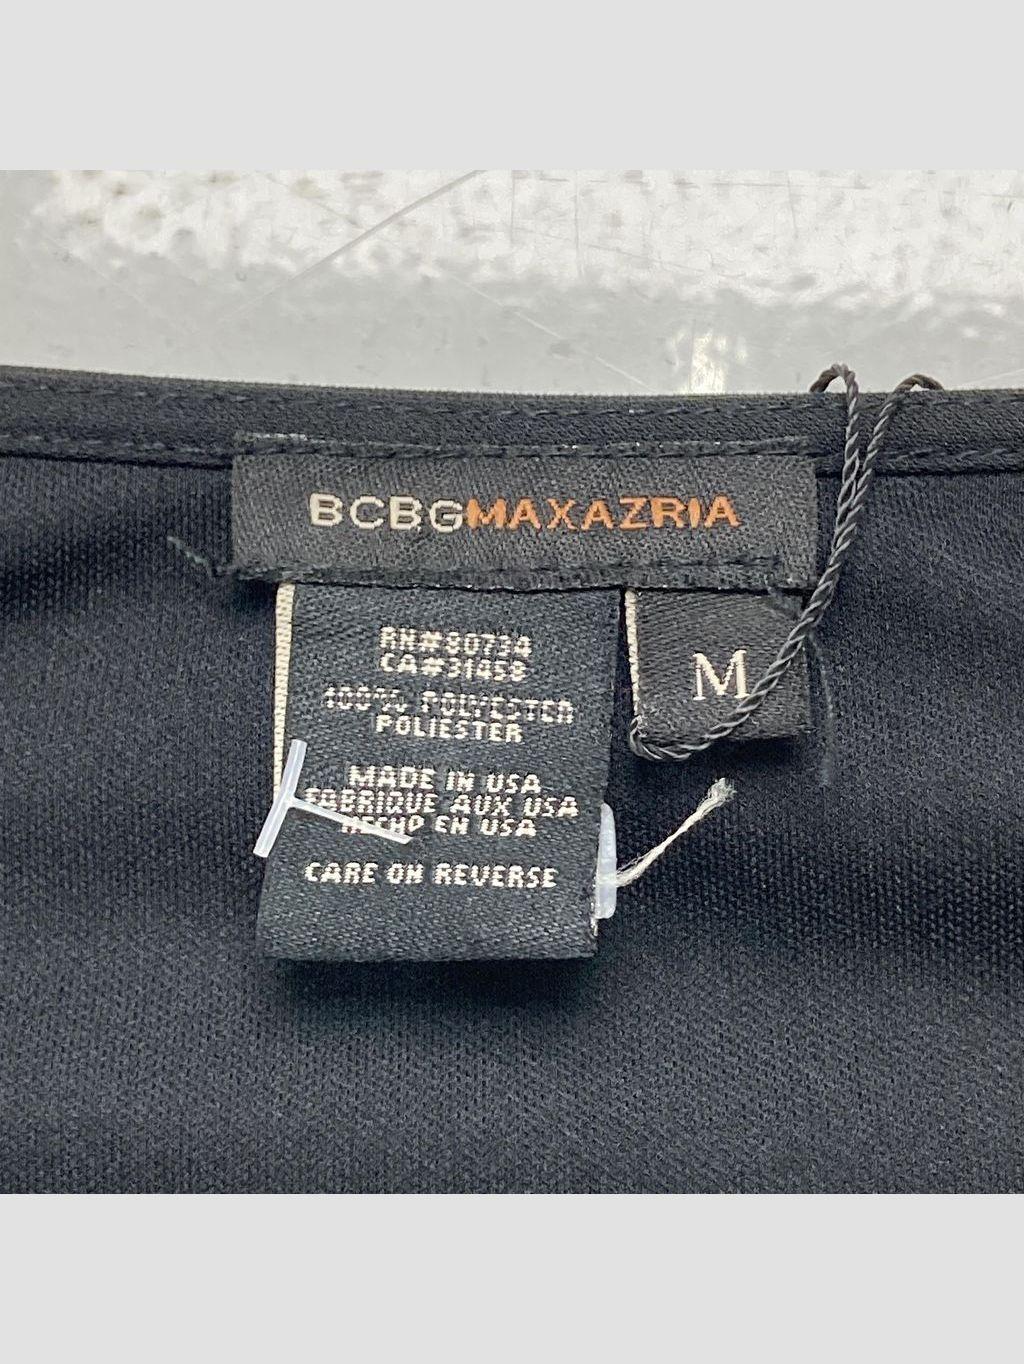 BCBGMAXAZRIA
M
RN#80734
CA#31458
100% POLYESTER
POLIESTER
MADE IN USA
FABRIQUE AUX USA
HECHO EN USA
CARE ON REVERSE